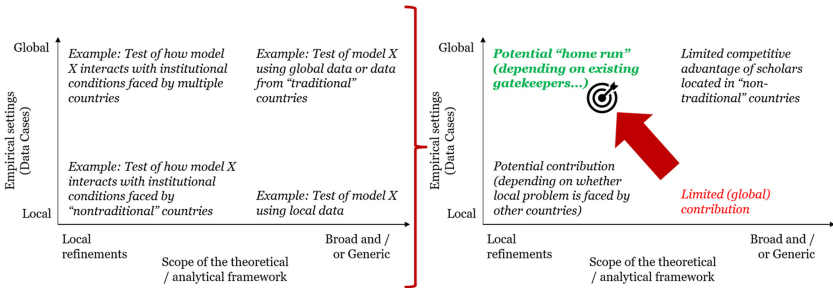 Empirical settings
(Data Cases)
Global
Local
Example: Test of how model
X interacts with institutional
conditions faced by multiple
countries
Example: Test of model X
using global data or data
from “traditional”
countries
Example: Test of how model X
interacts with institutional
conditions faced by
“nontraditional” countries
Example: Test of model X
using local data
Local
refinements
Broad and /
or Generic
Scope of the theoretical
/ analytical framework
Empirical settings
(Data Cases)
Global
Local
Potential “home run”
(depending on existing
gatekeepers...)
Limited competitive
advantage of scholars
located in “non-
traditional” countries
Potential contribution
(depending on whether
local problem is faced by
other countries)
Limited (global)
contribution
Local
refinements
Broad and /
or Generic
Scope of the theoretical
/ analytical framework